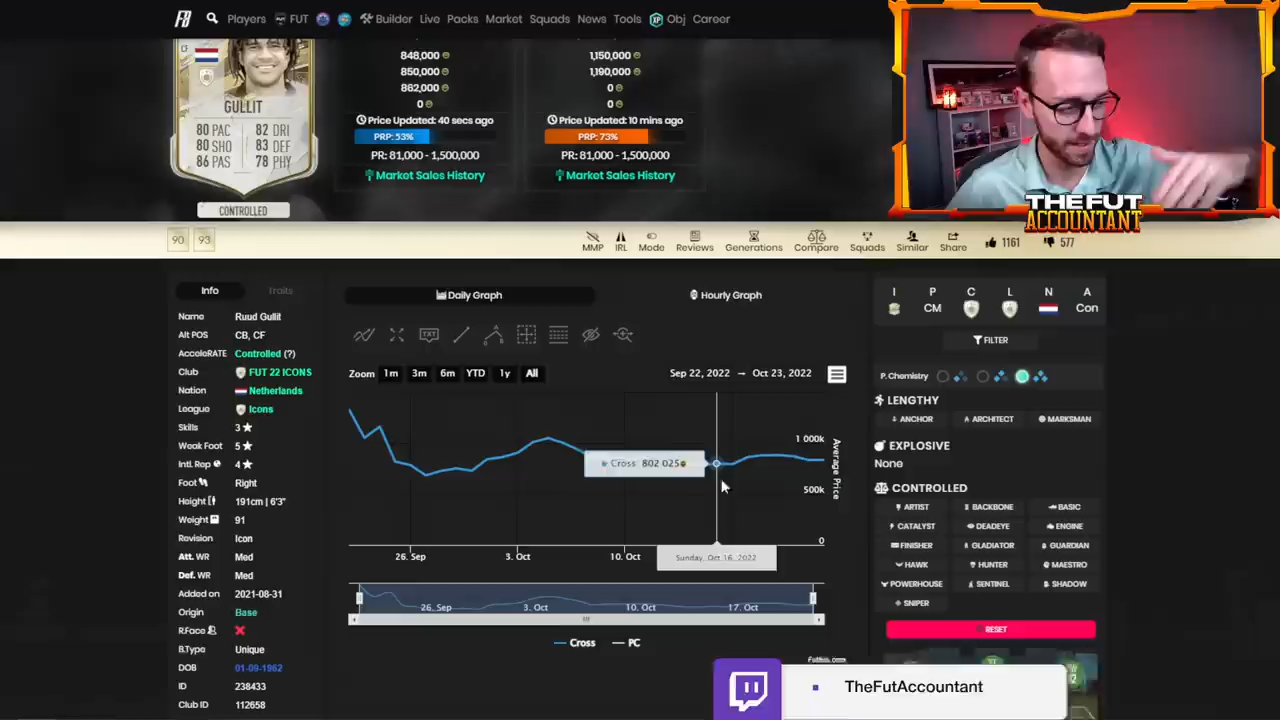 Players FUT Builder Live Packs Market Squads News Tools Obj Career
CF
GULLIT
80 PAC 82 DRI
80 SHO 83 DEF
86 PAS 78 PHY
CONTROLLED
848,000
850,000
862,000
0
Price Updated: 40 secs ago
PRP: 53%
PR: 81,000 - 1,500,000
Market Sales History
1,150,000
1,190,000
0
0
Price Updated: 10 mins ago
PRP: 73%
PR: 81,000 - 1,500,000
Market Sales History
THE FUT
ACCOUNTANT
90 93
MMP IRL Mode Reviews Generations Compare Squads Similar Share 1161 577
Info Traits
Name Ruud Gullit
Alt POS CB, CF
AcceleRATE Controlled (?)
Club FUT 22 ICONS
Nation Netherlands
League Icons
Skills 3
Weak Foot 5
Intl. Rep 4
Foot Right
Height 191cm | 6'3"
Weight 91
Revision Icon
Att. WR Med
Def. WR Med
Added on 2021-08-31
Origin Base
R.Face
B.Type Unique
DOB 01-09-1962
ID 238433
Club ID 112658
Daily Graph Hourly Graph
TXT
Zoom 1m 3m 6m YTD 1y All
Sep 22, 2022 → Oct 23, 2022
Cross: 802 025
1 000k
500k
0
Average Price
26. Sep 3. Oct 10. Oct
Sunday, Oct 16, 2022
26. Sep 3. Oct 10. Oct 17. Oct
Cross PC
I P C L N A
CM Con
FILTER
P. Chemistry
LENGTHY
ANCHOR ARCHITECT MARKSMAN
EXPLOSIVE
None
CONTROLLED
ARTIST BACKBONE BASIC
CATALYST DEADEYE ENGINE
FINISHER GLADIATOR GUARDIAN
HAWK HUNTER MAESTRO
POWERHOUSE SENTINEL SHADOW
SNIPER
RESET
TheFutAccountant